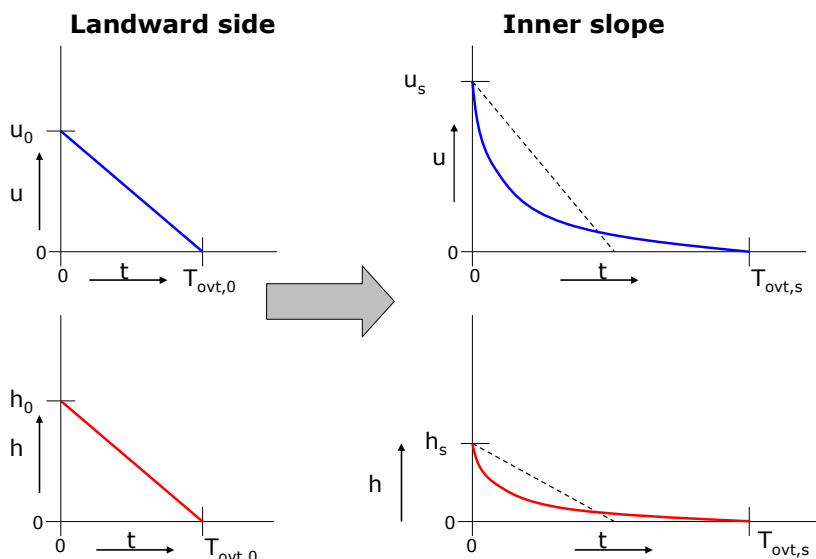 Landward side
Inner slope
u0
u
0
0
t
Tovt,0
us
u
0
0
t
Tovt,s
h0
h
0
0
t
Tovt,0
hs
h
0
0
t
Tovt,s